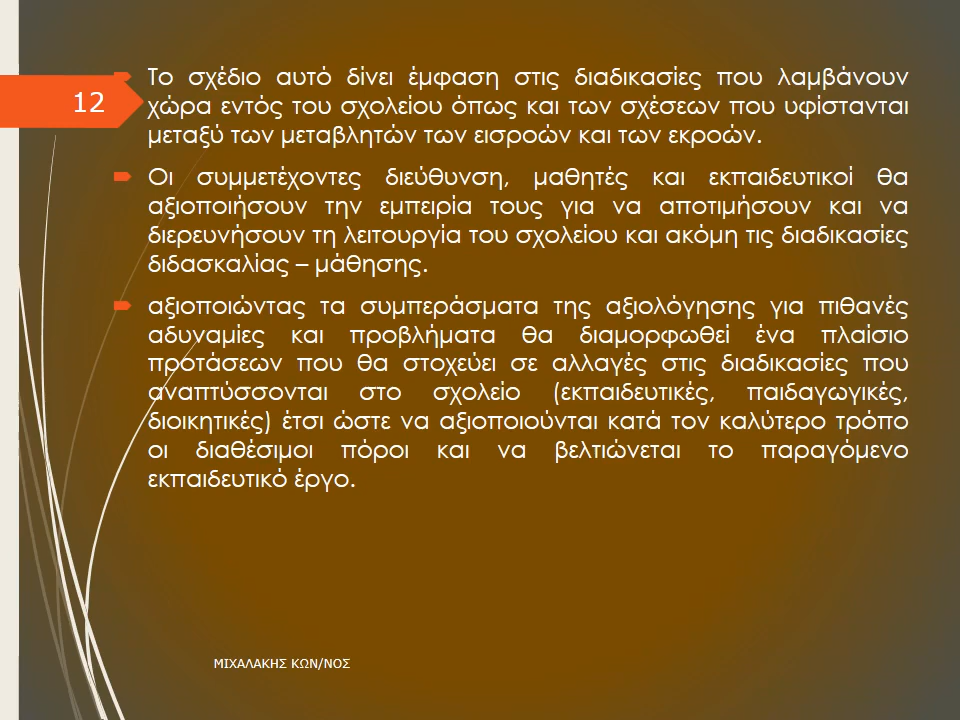 12
Το σχέδιο αυτό δίνει έμφαση στις διαδικασίες που λαμβάνουν
χώρα εντός του σχολείου όπως και των σχέσεων που υφίστανται
μεταξύ των μεταβλητών των εισροών και των εκροών.
Οι συμμετέχοντες διεύθυνση, μαθητές και εκπαιδευτικοί θα
αξιοποιήσουν την εμπειρία τους για να αποτιμήσουν και να
διερευνήσουν τη λειτουργία του σχολείου και ακόμη τις διαδικασίες
διδασκαλίας – μάθησης.
αξιοποιώντας τα συμπεράσματα της αξιολόγησης για πιθανές
αδυναμίες και προβλήματα θα διαμορφωθεί ένα πλαίσιο
προτάσεων που θα στοχεύει σε αλλαγές στις διαδικασίες που
αναπτύσσονται στο σχολείο (εκπαιδευτικές, παιδαγωγικές,
διοικητικές) έτσι ώστε να αξιοποιούνται κατά τον καλύτερο τρόπο
οι διαθέσιμοι πόροι και να βελτιώνεται το παραγόμενο
εκπαιδευτικό έργο.
ΜΙΧΑΛΑΚΗΣ ΚΩΝ/ΝΟΣ